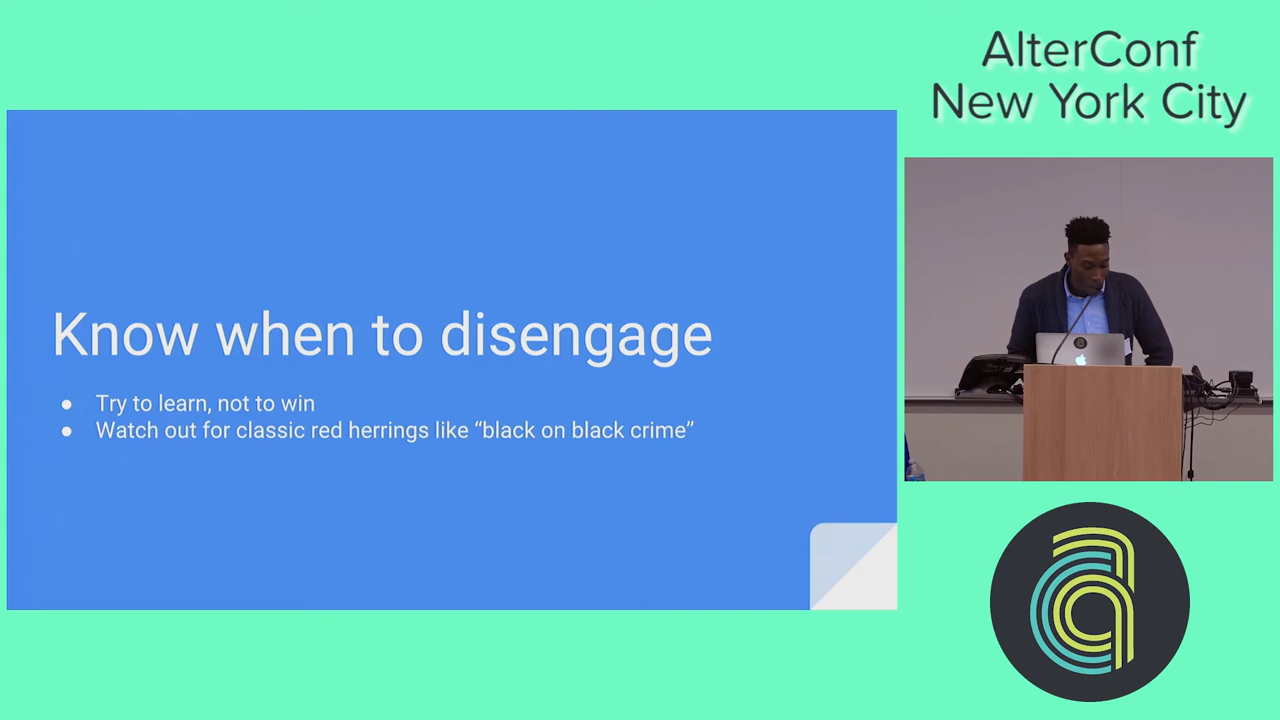 AlterConf
New York City
Know when to disengage
● Try to learn, not to win
● Watch out for classic red herrings like “black on black crime”